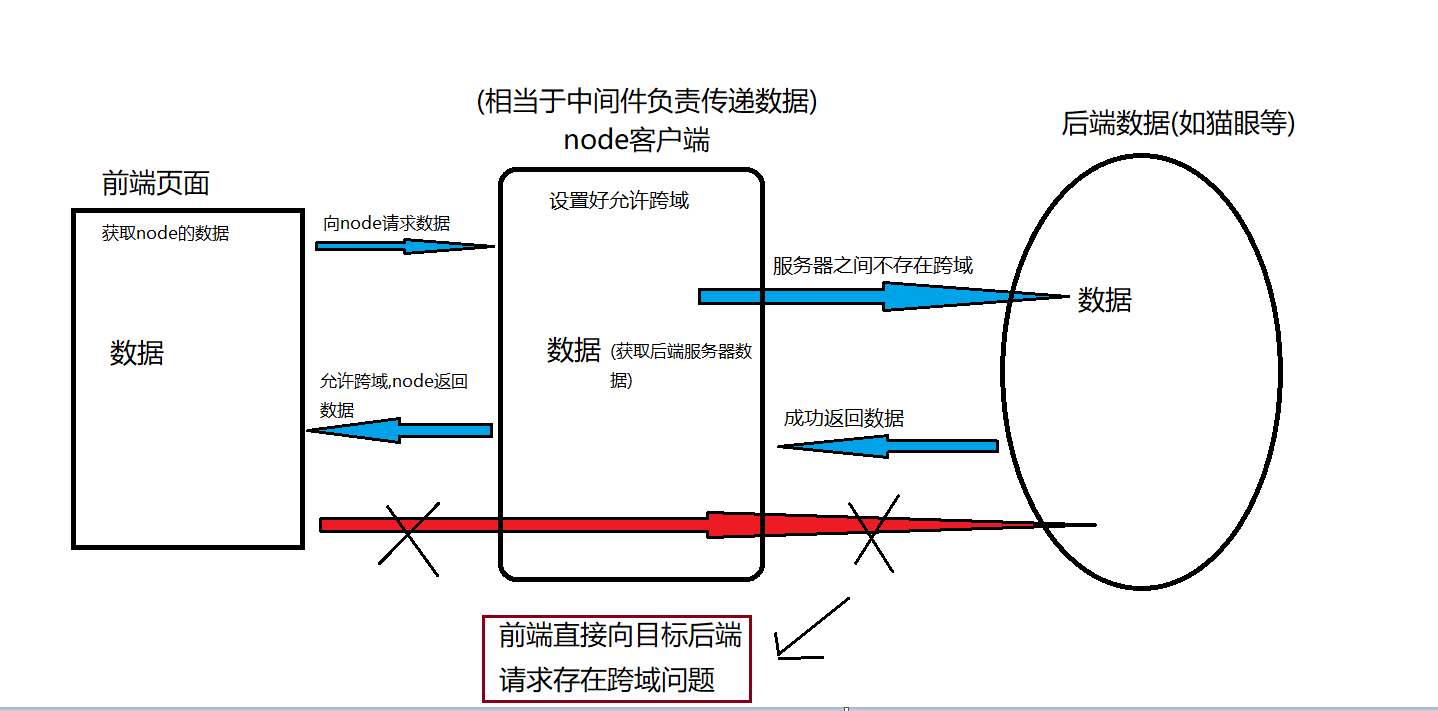 (相当于中间件负责传递数据)
node客户端
后端数据(如猫眼等)
前端页面
获取node的数据
向node请求数据
设置好允许跨域
服务器之间不存在跨域
数据
数据
数据
(获取后端服务器数
据)
允许跨域,node返回
数据
成功返回数据
前端直接向目标后端
请求存在跨域问题